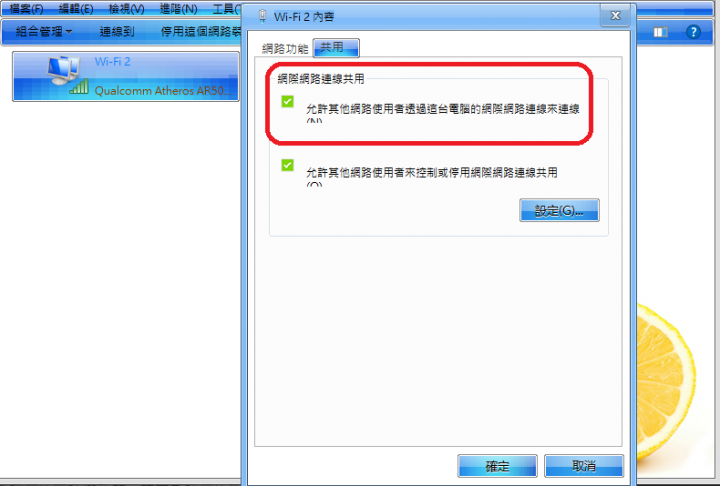 檔案(F) 編輯(E) 檢視(V) 進階(N) 工具(
組合管理 連線到 停用這個網路裝
Wi-Fi 2
Qualcomm Atheros AR50...
Wi-Fi 2 內容
網路功能 共用
網際網路連線共用
允許其他網路使用者透過這台電腦的網際網路連線來連線
(N)
允許其他網路使用者來控制或停用網際網路連線共用
(O)
設定(G)...
確定 取消